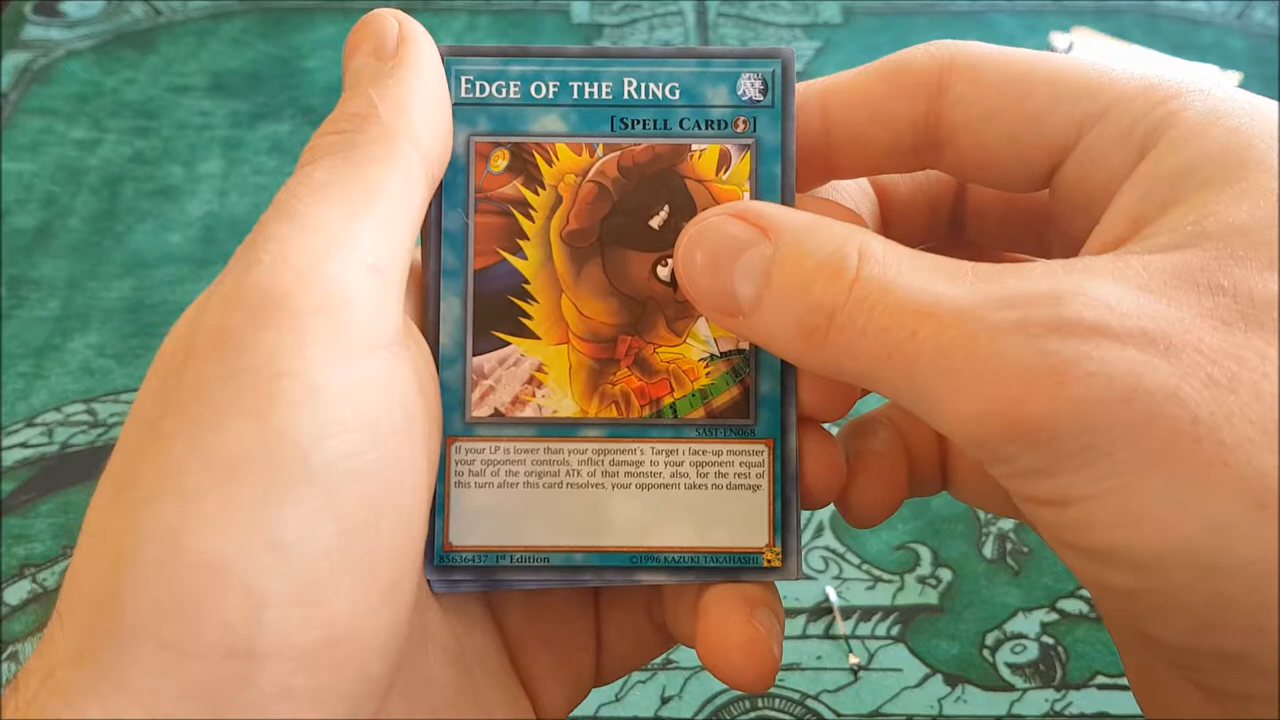 EDGE OF THE RING
SPELL
魔
[SPELL CARD]
SAST-EN068
If your LP is lower than your opponent's: Target 1 face-up monster
your opponent controls; inflict damage to your opponent equal
to half of the original ATK of that monster, also, for the rest of
this turn after this card resolves, your opponent takes no damage.
85636437 1st Edition
©1996 KAZUKI TAKAHASHI